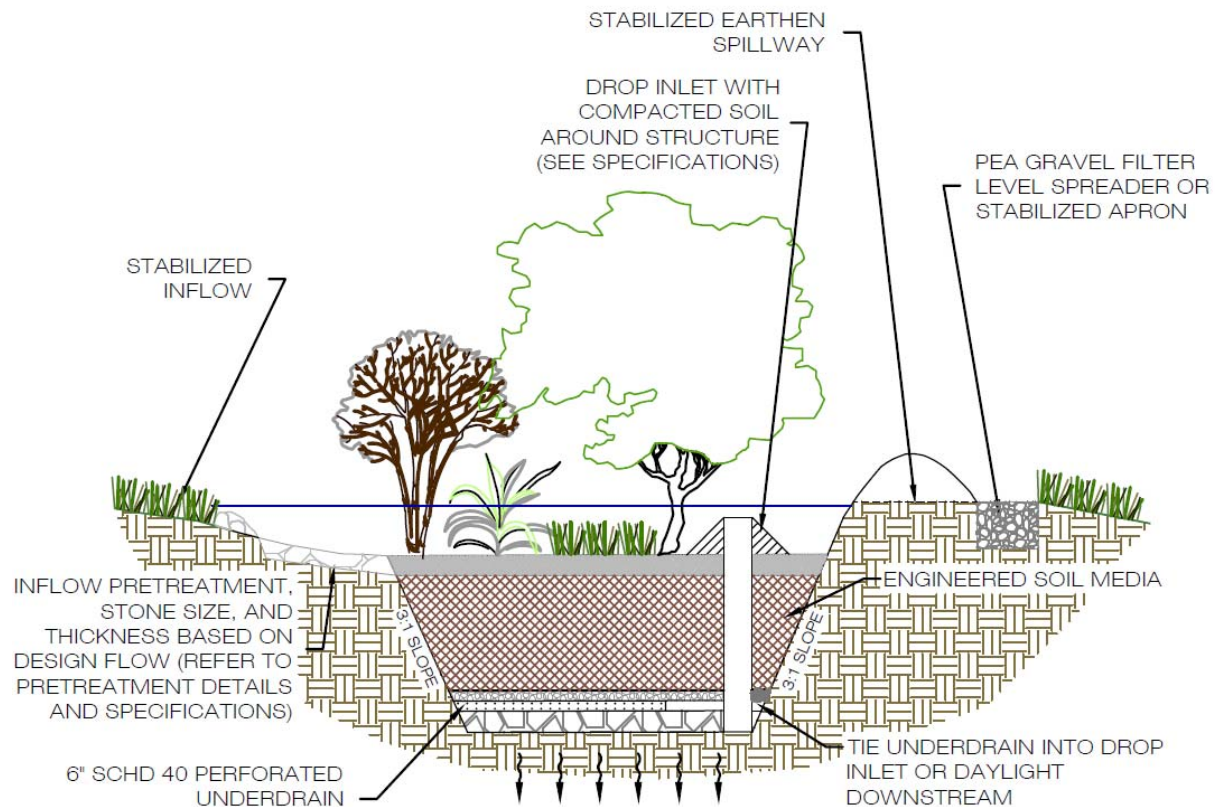 STABILIZED EARTHEN
SPILLWAY
DROP INLET WITH
COMPACTED SOIL
AROUND STRUCTURE
(SEE SPECIFICATIONS)
PEA GRAVEL FILTER
LEVEL SPREADER OR
STABILIZED APRON
STABILIZED
INFLOW
ENGINEERED SOIL MEDIA
INFLOW PRETREATMENT,
STONE SIZE, AND
THICKNESS BASED ON
DESIGN FLOW (REFER TO
PRETREATMENT DETAILS
AND SPECIFICATIONS)
3:1 SLOPE
3:1 SLOPE
6" SCHD 40 PERFORATED
UNDERDRAIN
TIE UNDERDRAIN INTO DROP
INLET OR DAYLIGHT
DOWNSTREAM